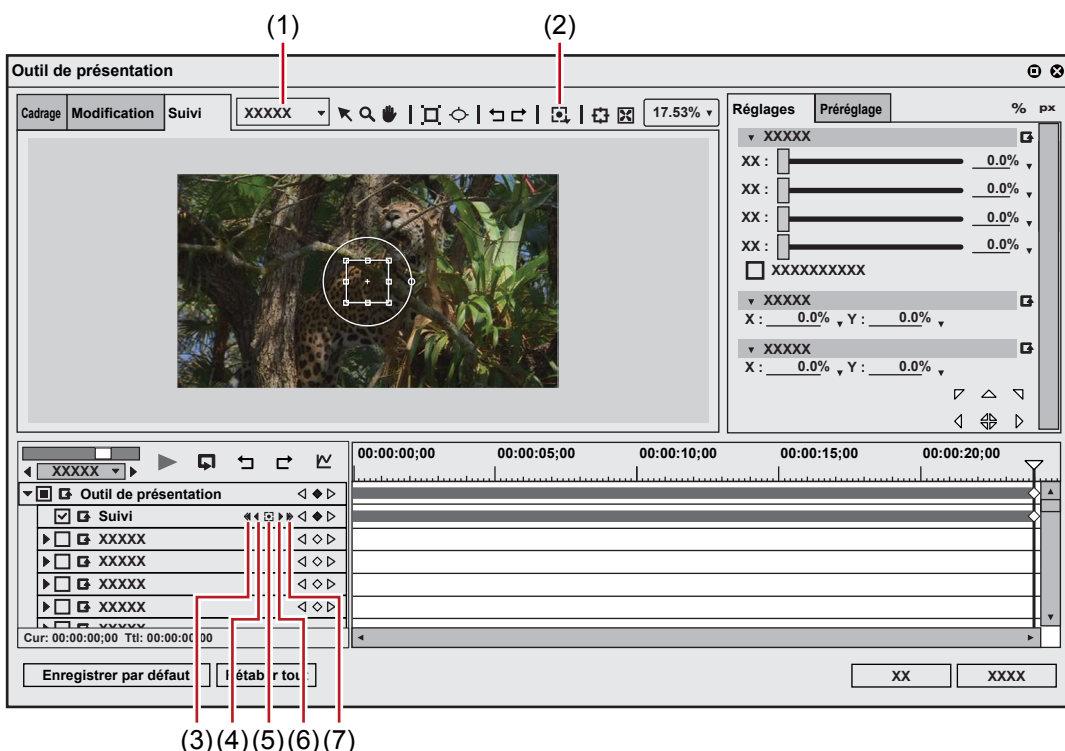 (1) (2)
Outil de présentation
Cadrage Modification Suivi XXXXX 17.53%
Réglages Préréglage % px
XXXXX
XX : 0.0%
XX : 0.0%
XX : 0.0%
XX : 0.0%
XXXXXXXXXX
XXXXX
X : 0.0% Y : 0.0%
XXXXX
X : 0.0% Y : 0.0%
XXXXX
00:00:00;00 00:00:05;00 00:00:10;00 00:00:15;00 00:00:20;00
Outil de présentation
Suivi
XXXXX
XXXXX
XXXXX
XXXXX
XXXXX
Cur: 00:00:00;00 Ttl: 00:00:00;00
Enregistrer par défaut Rétablir tout XX XXXX
(3) (4) (5) (6) (7)